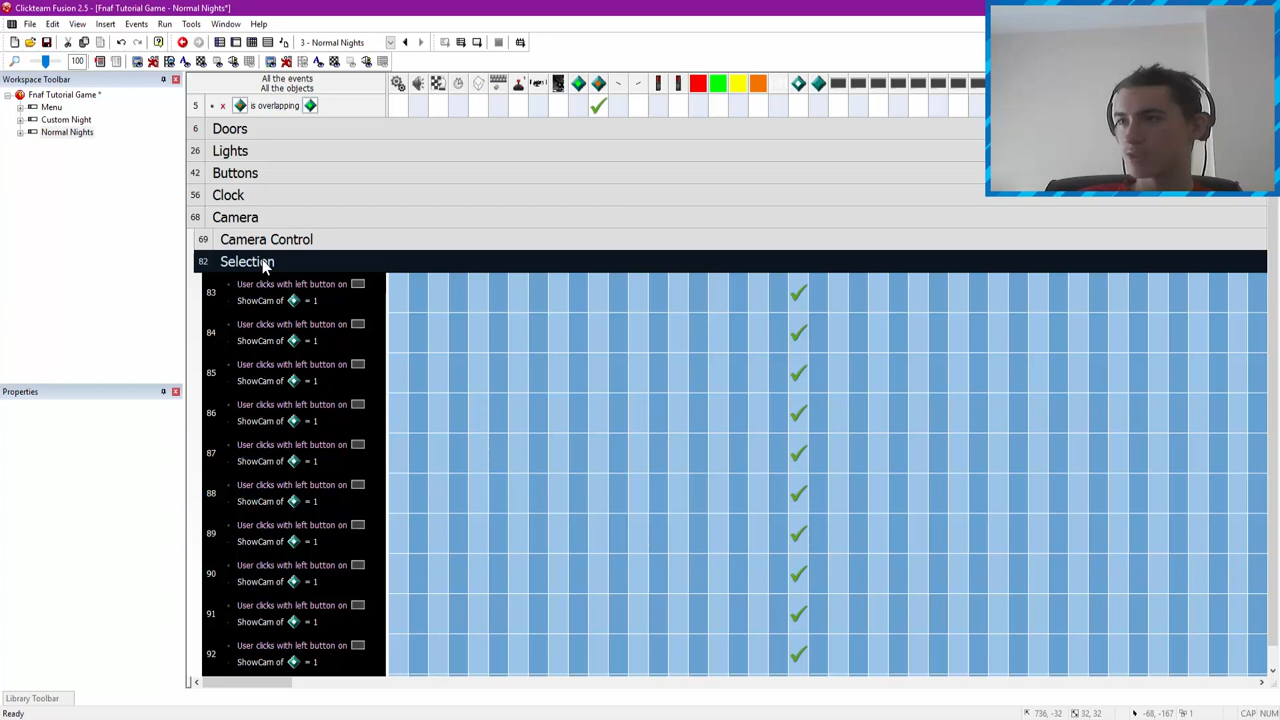 Clickteam Fusion 2.5 - [Fnaf Tutorial Game - Normal Nights*]
File Edit View Insert Events Run Tools Window Help
3 - Normal Nights
100
Workspace Toolbar
Fnaf Tutorial Game *
Menu
Custom Night
Normal Nights
Properties
Library Toolbar
Ready
All the events
All the objects
5 x is overlapping
6 Doors
26 Lights
42 Buttons
56 Clock
68 Camera
69 Camera Control
82 Selection
83 User clicks with left button on
ShowCam of = 1
84 User clicks with left button on
ShowCam of = 1
85 User clicks with left button on
ShowCam of = 1
86 User clicks with left button on
ShowCam of = 1
87 User clicks with left button on
ShowCam of = 1
88 User clicks with left button on
ShowCam of = 1
89 User clicks with left button on
ShowCam of = 1
90 User clicks with left button on
ShowCam of = 1
91 User clicks with left button on
ShowCam of = 1
92 User clicks with left button on
ShowCam of = 1
736, -32 32, 32 -68, -167 1 CAP NUM